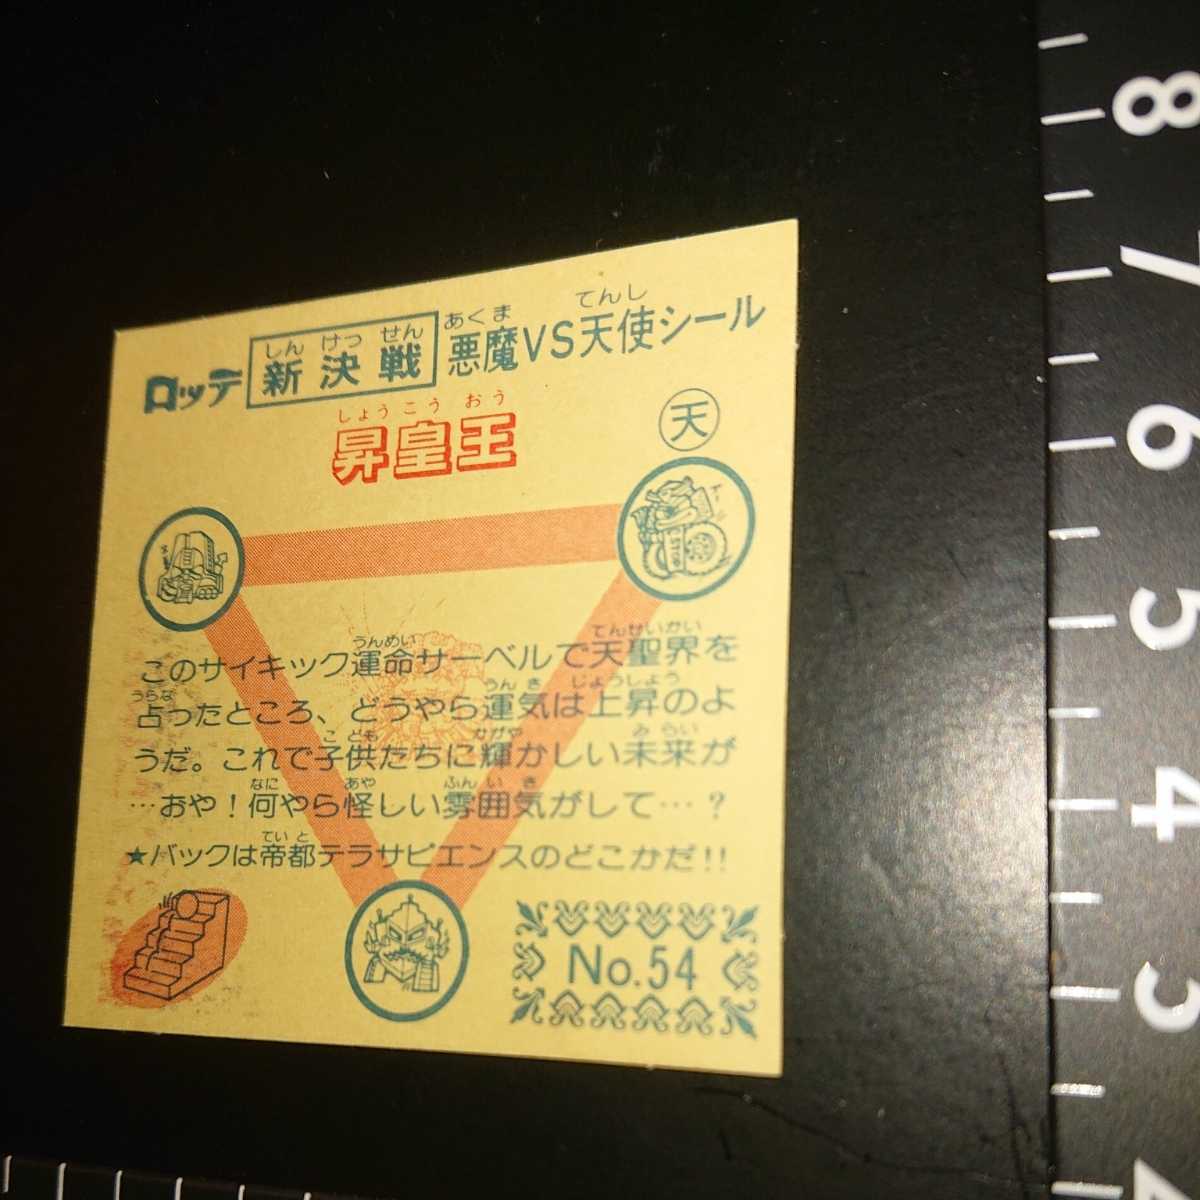 ロッテ 新決戦 悪魔VS天使シール
しん けっ せん あくま てんし
しょう こう おう
昇皇王
天
STOP
うんめい てんせいかい
このサイキック運命サーベルで天聖界を
うらな うん き じょうしょう
占ったところ、どうやら運気は上昇のよ
こ ども かがや み らい
うだ。これで子供たちに輝かしい未来が
なに あや ふん い き
…おや！何やら怪しい雰囲気がして…？
てい と
★バックは帝都テラサピエンスのどこかだ!!
No.54
8
7
6
5
4
3
2